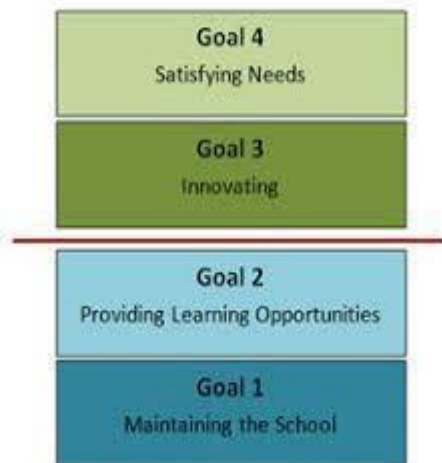 Goal 4
Satisfying Needs
Goal 3
Innovating
Goal 2
Providing Learning Opportunities
Goal 1
Maintaining the School